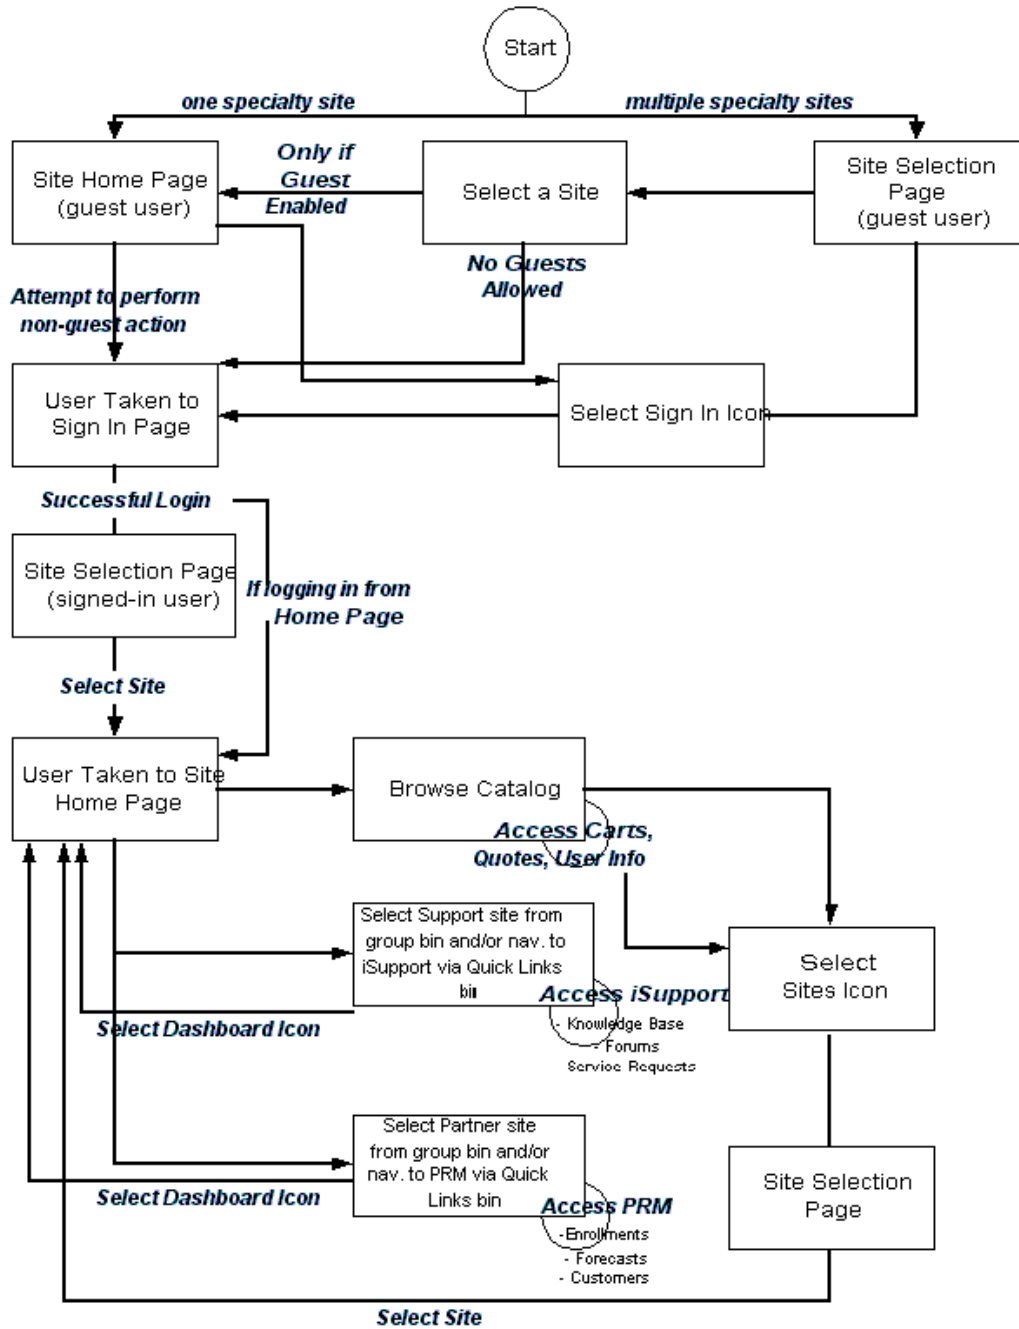 Start
one specialty site
multiple specialty sites
Site Home Page
(guest user)
Only if
Guest
Enabled
Select a Site
Site Selection
Page
(guest user)
No Guests
Allowed
Attempt to perform
non-guest action
User Taken to
Sign In Page
Select Sign In Icon
Successful Login
Site Selection Page
(signed-in user)
If logging in from
Home Page
Select Site
User Taken to Site
Home Page
Browse Catalog
Access Carts,
Quotes, User Info
Select Support site from
group bin and/or nav. to
iSupport via Quick Links
bin
Select
Sites Icon
Access iSupport
- Knowledge Base
- Forums
Service Requests
Select Dashboard Icon
Select Partner site
from group bin and/or
nav. to PRM via Quick
Links bin
Select Dashboard Icon
Access PRM
-Enrollments
- Forecasts
- Customers
Site Selection
Page
Select Site